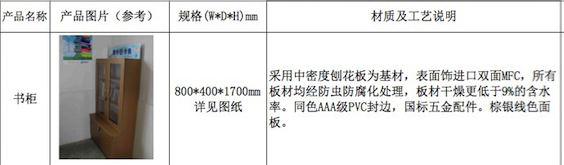 产品名称 产品图片（参考） 规格(W*D*H)mm 材质及工艺说明
书柜
800*400*1700mm
详见图纸
采用中密度刨花板为基材，表面饰进口双面MFC，所有
板材均经防虫防腐化处理，板材干燥更低于9%的含水
率。同色AAA级PVC封边，国标五金配件。棕银线色面
板。